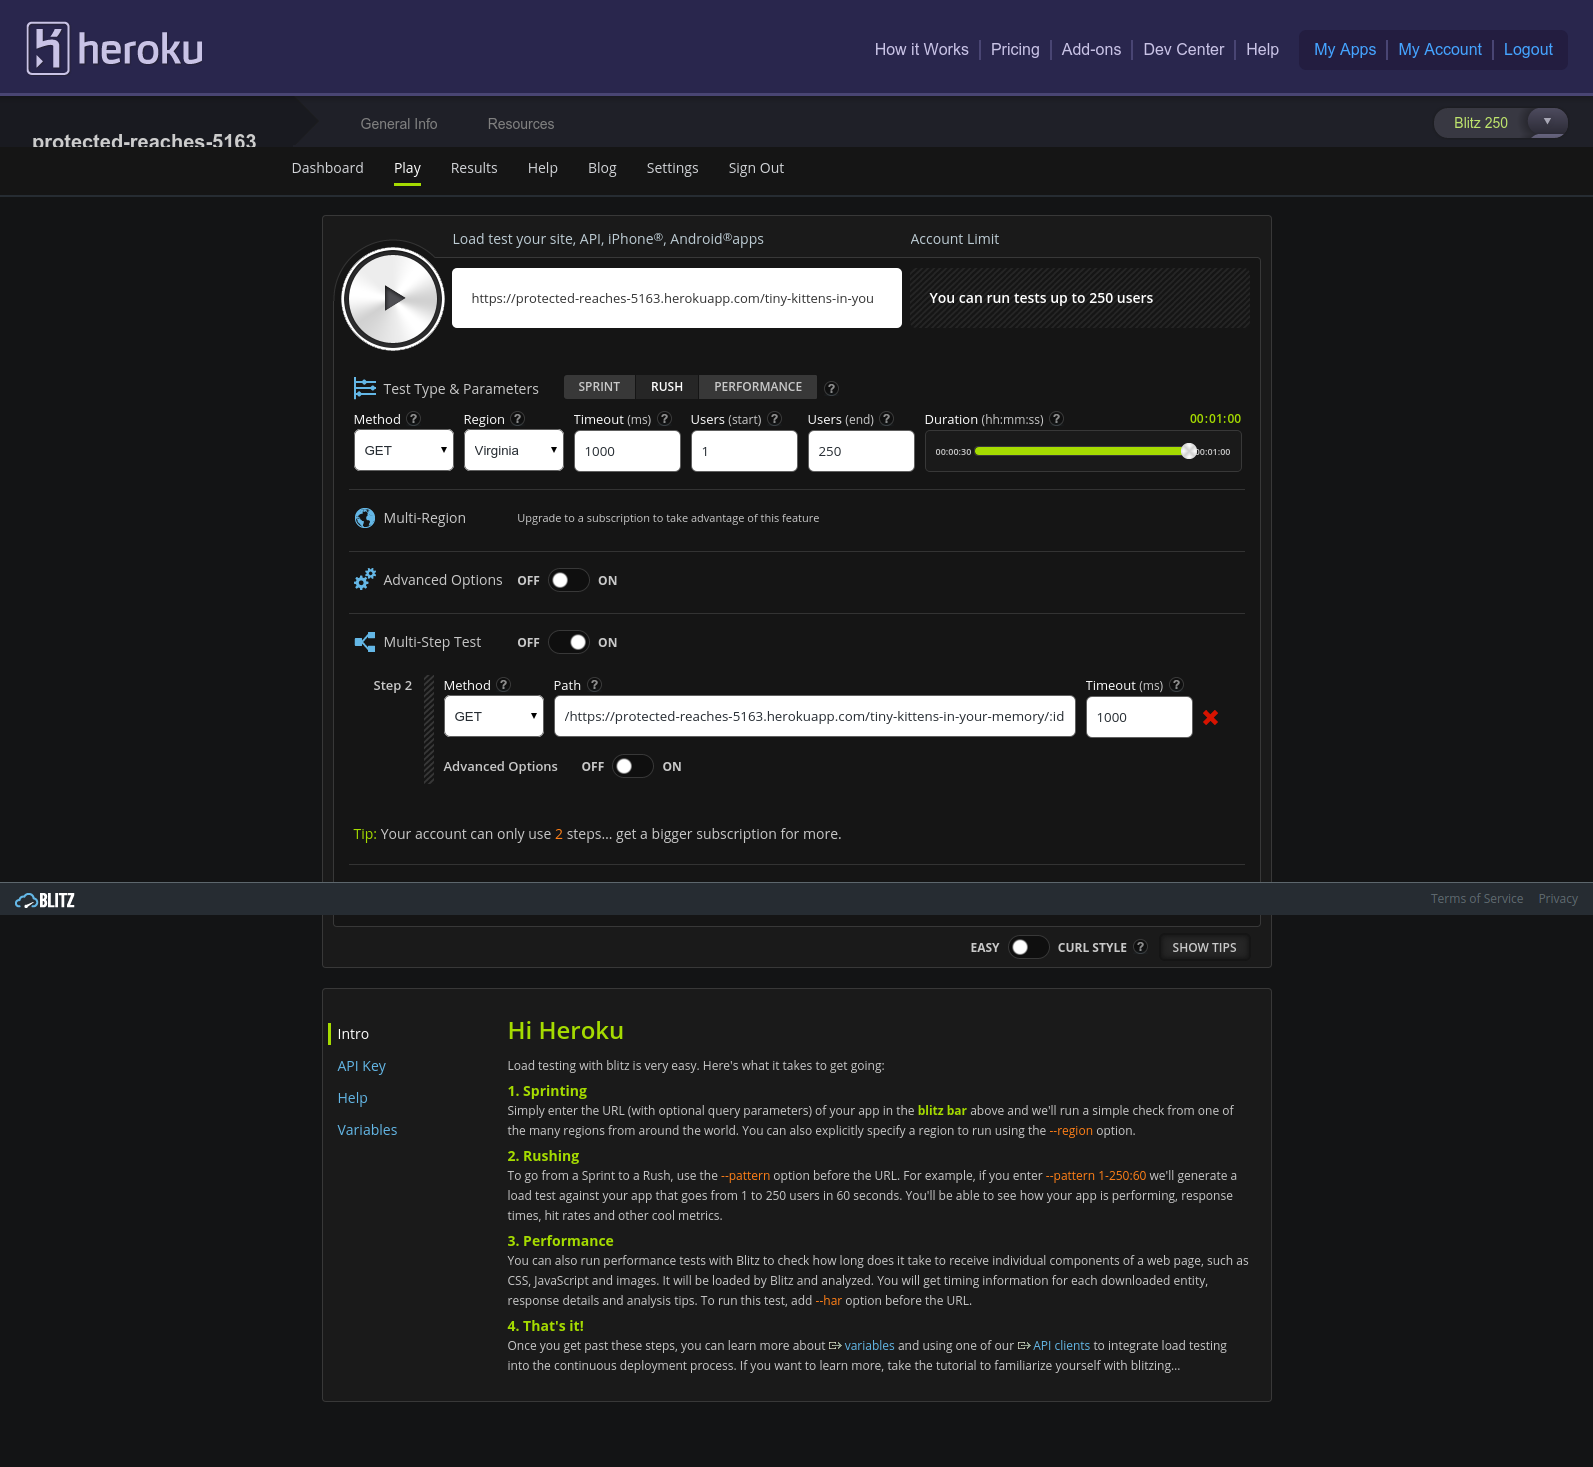 heroku
How it Works
Pricing
Add-ons
Dev Center
Help
My Apps
My Account
Logout
protected-reaches-5163
General Info
Resources
Blitz 250
Dashboard
Play
Results
Help
Blog
Settings
Sign Out
Load test your site, API, iPhone®, Android®apps
Account Limit
https://protected-reaches-5163.herokuapp.com/tiny-kittens-in-you
You can run tests up to 250 users
Test Type & Parameters
SPRINT
RUSH
PERFORMANCE
?
Method ?
Region ?
Timeout (ms) ?
Users (start) ?
Users (end) ?
Duration (hh:mm:ss) ?
00:01:00
GET
Virginia
1000
1
250
00:00:30
00:01:00
Multi-Region
Upgrade to a subscription to take advantage of this feature
Advanced Options
OFF
ON
Multi-Step Test
OFF
ON
Step 2
Method ?
Path ?
Timeout (ms) ?
GET
/https://protected-reaches-5163.herokuapp.com/tiny-kittens-in-your-memory/:id
1000
Advanced Options
OFF
ON
Tip: Your account can only use 2 steps... get a bigger subscription for more.
BLITZ
Terms of Service
Privacy
EASY
CURL STYLE ?
SHOW TIPS
Intro
API Key
Help
Variables
Hi Heroku
Load testing with blitz is very easy. Here's what it takes to get going:
1. Sprinting
Simply enter the URL (with optional query parameters) of your app in the blitz bar above and we'll run a simple check from one of
the many regions from around the world. You can also explicitly specify a region to run using the --region option.
2. Rushing
To go from a Sprint to a Rush, use the --pattern option before the URL. For example, if you enter --pattern 1-250:60 we'll generate a
load test against your app that goes from 1 to 250 users in 60 seconds. You'll be able to see how your app is performing, response
times, hit rates and other cool metrics.
3. Performance
You can also run performance tests with Blitz to check how long does it take to receive individual components of a web page, such as
CSS, JavaScript and images. It will be loaded by Blitz and analyzed. You will get timing information for each downloaded entity,
response details and analysis tips. To run this test, add --har option before the URL.
4. That's it!
Once you get past these steps, you can learn more about variables and using one of our API clients to integrate load testing
into the continuous deployment process. If you want to learn more, take the tutorial to familiarize yourself with blitzing...